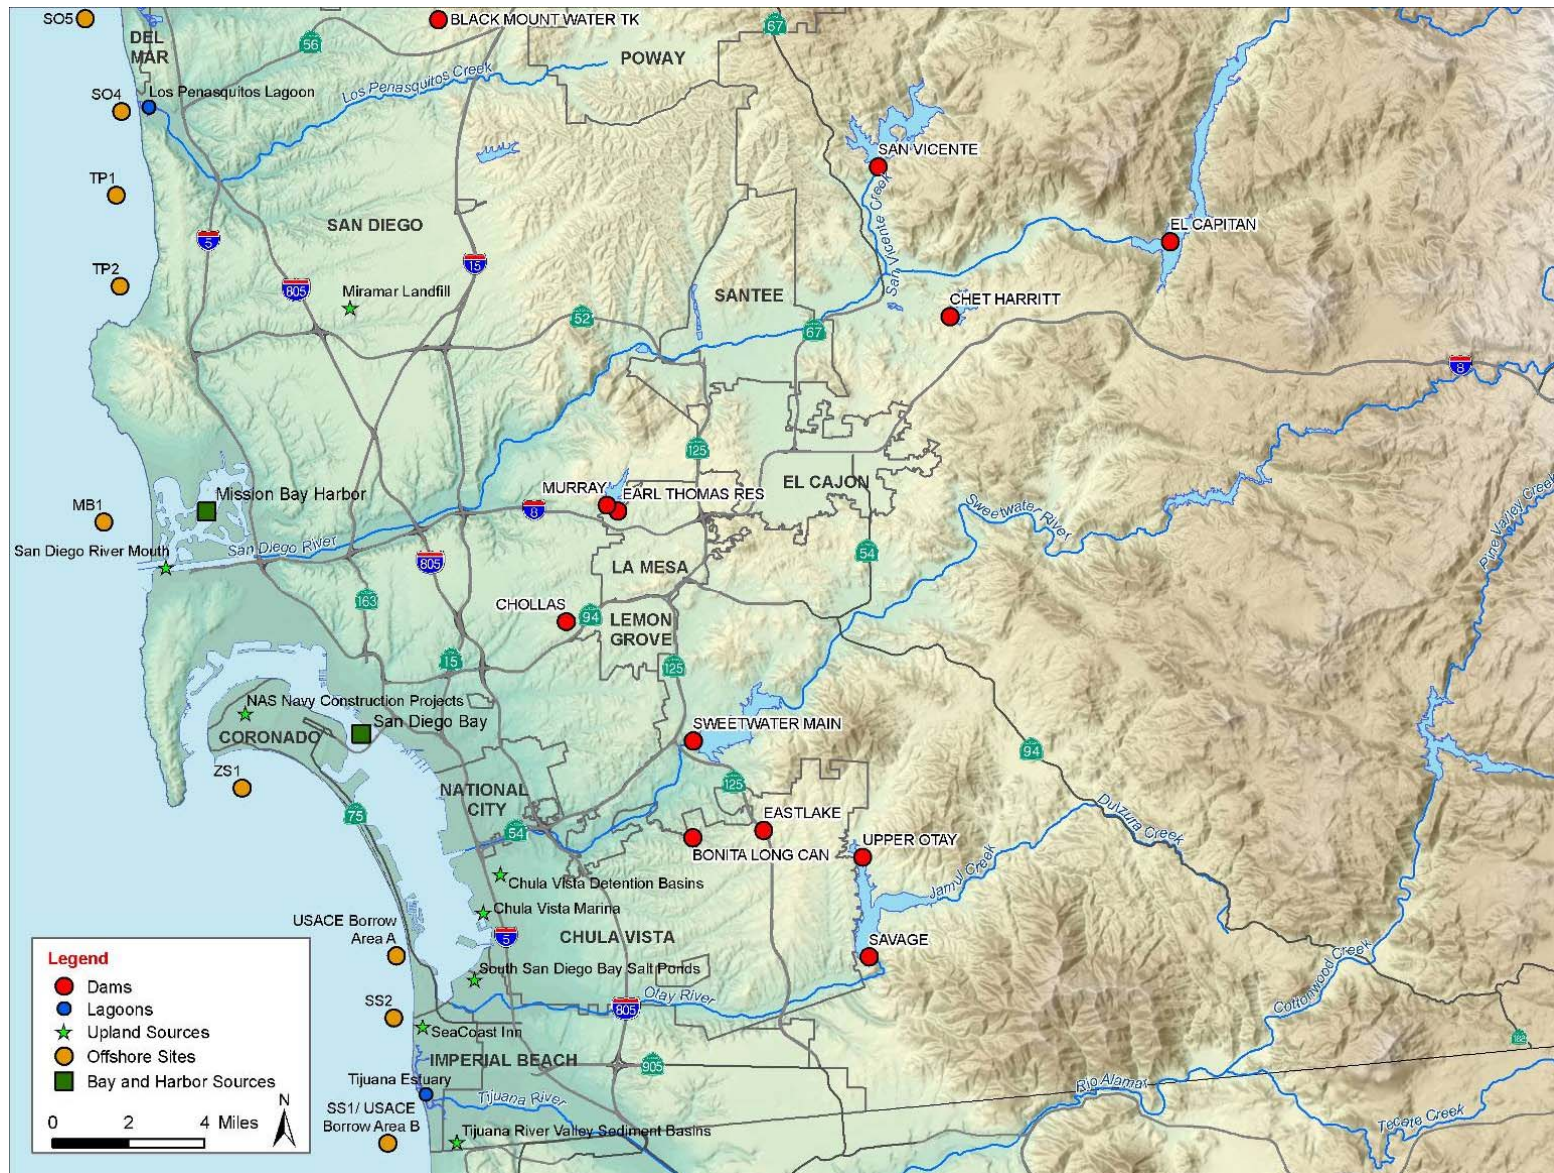 SO5
BLACK MOUNT WATER TK
67
DEL
MAR
56
POWAY
Los Penasquitos Creek
Los Penasquitos Lagoon
SO4
SAN VICENTE
TP1
San Vicente Creek
SAN DIEGO
EL CAPITAN
5
15
TP2
805
Miramar Landfill
SANTEE
CHET HARRITT
52
67
8
125
MURRAY
EARL THOMAS RES
EL CAJON
Mission Bay Harbor
MB1
8
Sweetwater River
Pine Valley Creek
San Diego River Mouth
San Diego River
805
54
LA MESA
163
CHOLLAS
94
LEMON
GROVE
15
125
NAS Navy Construction Projects
San Diego Bay
CORONADO
SWEETWATER MAIN
94
ZS1
NATIONAL
CITY
125
75
54
EASTLAKE
Dulzura Creek
UPPER OTAY
BONITA LONG CAN
Jamul Creek
Chula Vista Detention Basins
Chula Vista Marina
USACE Borrow
Area A
5
CHULA VISTA
SAVAGE
Cottonwood Creek
South San Diego Bay Salt Ponds
Otay River
805
SS2
SeaCoast Inn
188
IMPERIAL BEACH
905
Tijuana Estuary
Tijuana River
Rio Alamar
SS1/ USACE
Borrow Area B
Tijuana River Valley Sediment Basins
Tecete Creek
Legend
Dams
Lagoons
Upland Sources
Offshore Sites
Bay and Harbor Sources
N
0 2 4 Miles